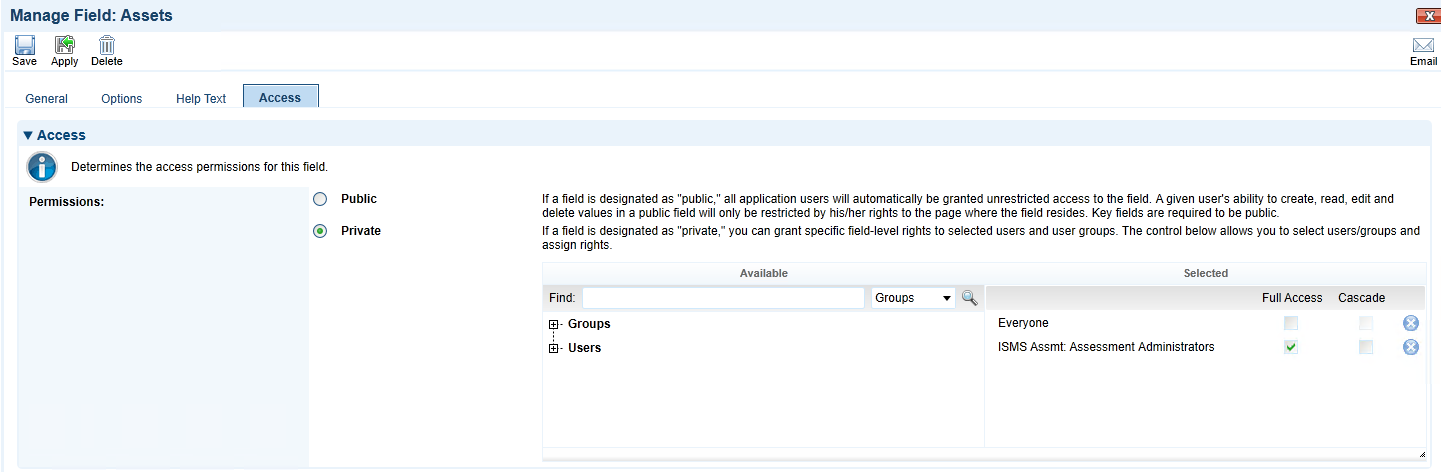 Manage Field: Assets
X
Save Apply Delete
Email
General Options Help Text Access
Access
i Determines the access permissions for this field.
Permissions:
Public
If a field is designated as "public," all application users will automatically be granted unrestricted access to the field. A given user's ability to create, read, edit and
delete values in a public field will only be restricted by his/her rights to the page where the field resides. Key fields are required to be public.
Private
If a field is designated as "private," you can grant specific field-level rights to selected users and user groups. The control below allows you to select users/groups and
assign rights.
Available Selected
Find: Groups
Full Access Cascade
Groups
Users
Everyone
ISMS Assmt: Assessment Administrators